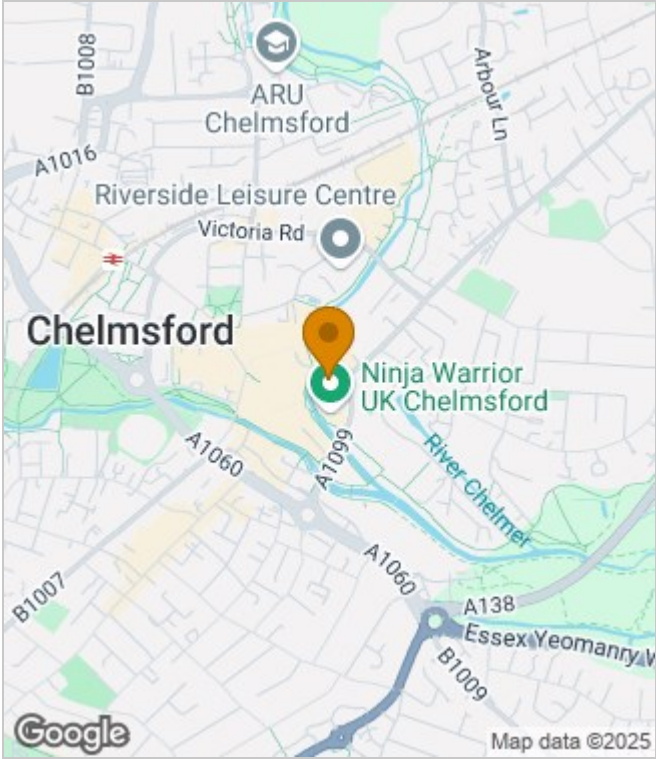 B1008
ARU
Chelmsford
Arbour Ln
A1016
Riverside Leisure Centre
Victoria Rd
Chelmsford
Ninja Warrior
UK Chelmsford
A1099
A1060
River Chelmer
A1060
B1007
A138
Essex Yeomanry W
B1009
Google
Map data ©2025